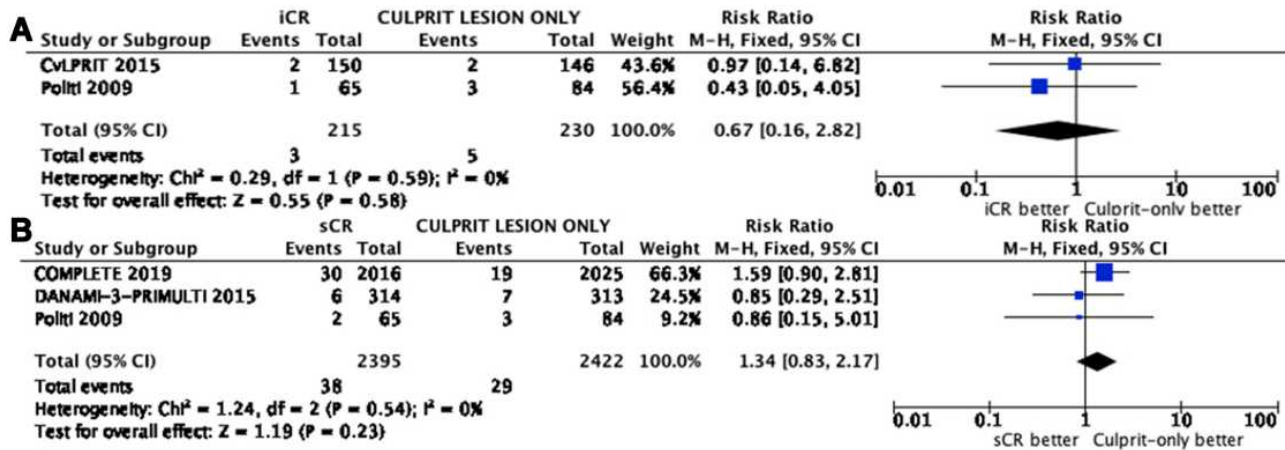 A iCR CULPRIT LESION ONLY Risk Ratio Risk Ratio
Study or Subgroup Events Total Events Total Weight M-H, Fixed, 95% CI M-H, Fixed, 95% CI
CvLPRIT 2015 2 150 2 146 43.6% 0.97 [0.14, 6.82]
Politi 2009 1 65 3 84 56.4% 0.43 [0.05, 4.05]
Total (95% CI) 215 230 100.0% 0.67 [0.16, 2.82]
Total events 3 5
Heterogeneity: Chi² = 0.29, df = 1 (P = 0.59); I² = 0%
Test for overall effect: Z = 0.55 (P = 0.58)
0.01 0.1 1 10 100
iCR better Culprit-only better
B sCR CULPRIT LESION ONLY Risk Ratio Risk Ratio
Study or Subgroup Events Total Events Total Weight M-H, Fixed, 95% CI M-H, Fixed, 95% CI
COMPLETE 2019 30 2016 19 2025 66.3% 1.59 [0.90, 2.81]
DANAMI-3-PRIMULTI 2015 6 314 7 313 24.5% 0.85 [0.29, 2.51]
Politi 2009 2 65 3 84 9.2% 0.86 [0.15, 5.01]
Total (95% CI) 2395 2422 100.0% 1.34 [0.83, 2.17]
Total events 38 29
Heterogeneity: Chi² = 1.24, df = 2 (P = 0.54); I² = 0%
Test for overall effect: Z = 1.19 (P = 0.23)
0.01 0.1 1 10 100
sCR better Culprit-only better